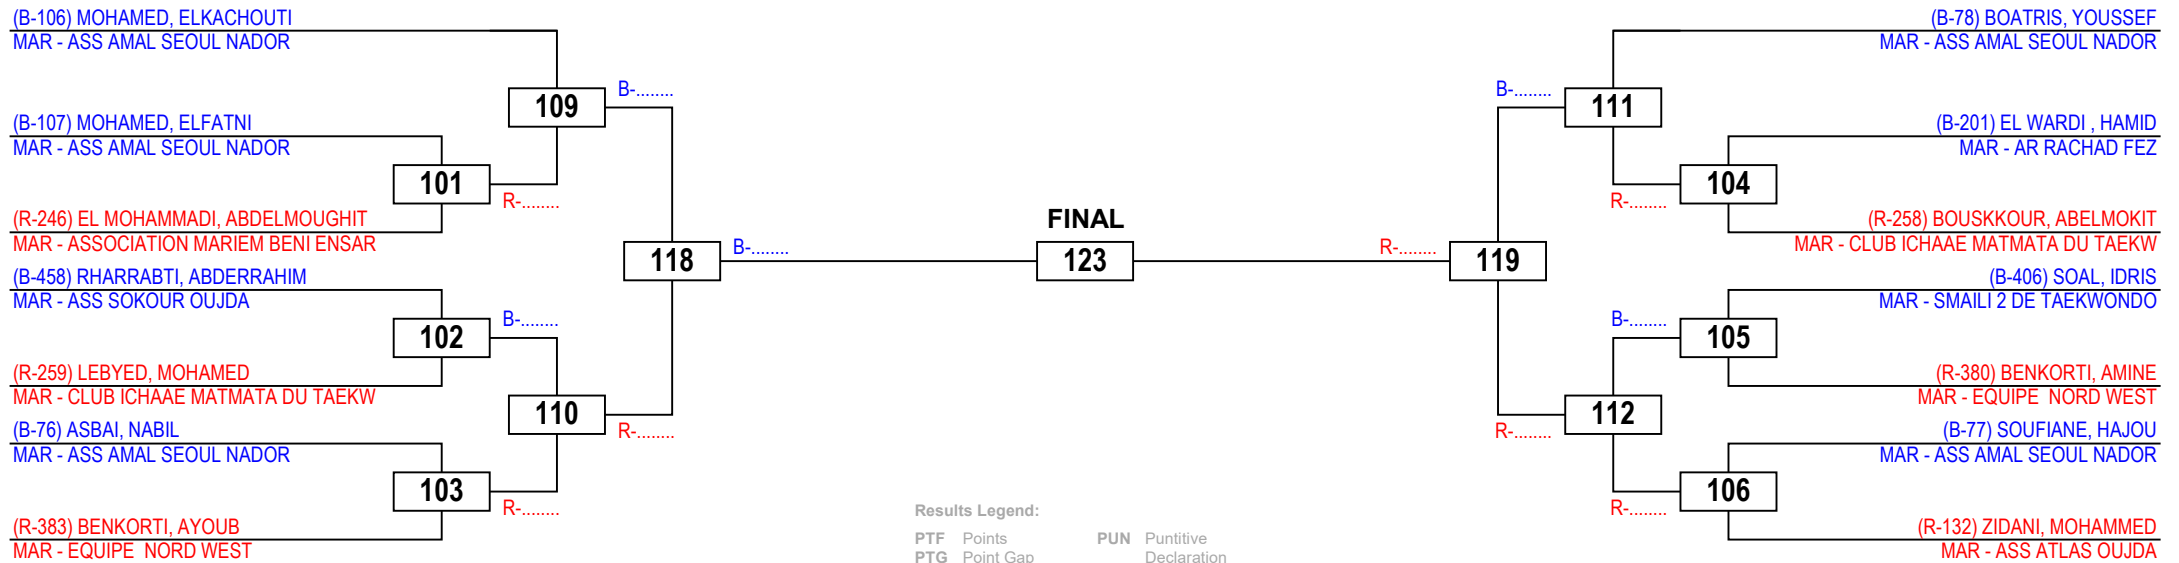 (B-106) MOHAMED, ELKACHOUTI
MAR - ASS AMAL SEOUL NADOR
109
B-........
(B-107) MOHAMED, ELFATNI
MAR - ASS AMAL SEOUL NADOR
101
R-........
(R-246) EL MOHAMMADI, ABDELMOUGHIT
MAR - ASSOCIATION MARIEM BENI ENSAR
118
B-........
(B-458) RHARRABTI, ABDERRAHIM
MAR - ASS SOKOUR OUJDA
102
B-........
(R-259) LEBYED, MOHAMED
MAR - CLUB ICHAAE MATMATA DU TAEKW
110
R-........
(B-76) ASBAI, NABIL
MAR - ASS AMAL SEOUL NADOR
103
R-........
(R-383) BENKORTI, AYOUB
MAR - EQUIPE  NORD WEST
FINAL
123
(B-78) BOATRIS, YOUSSEF
MAR - ASS AMAL SEOUL NADOR
B-........
111
(B-201) EL WARDI , HAMID
MAR - AR RACHAD FEZ
104
R-........
(R-258) BOUSKKOUR, ABELMOKIT
MAR - CLUB ICHAAE MATMATA DU TAEKW
R-........
119
(B-406) SOAL, IDRIS
MAR - SMAILI 2 DE TAEKWONDO
B-........
105
(R-380) BENKORTI, AMINE
MAR - EQUIPE  NORD WEST
R-........
112
(B-77) SOUFIANE, HAJOU
MAR - ASS AMAL SEOUL NADOR
106
R-........
(R-132) ZIDANI, MOHAMMED
MAR - ASS ATLAS OUJDA
Results Legend:
PTF Points
PTG Point Gap
PUN Puntitive
Declaration